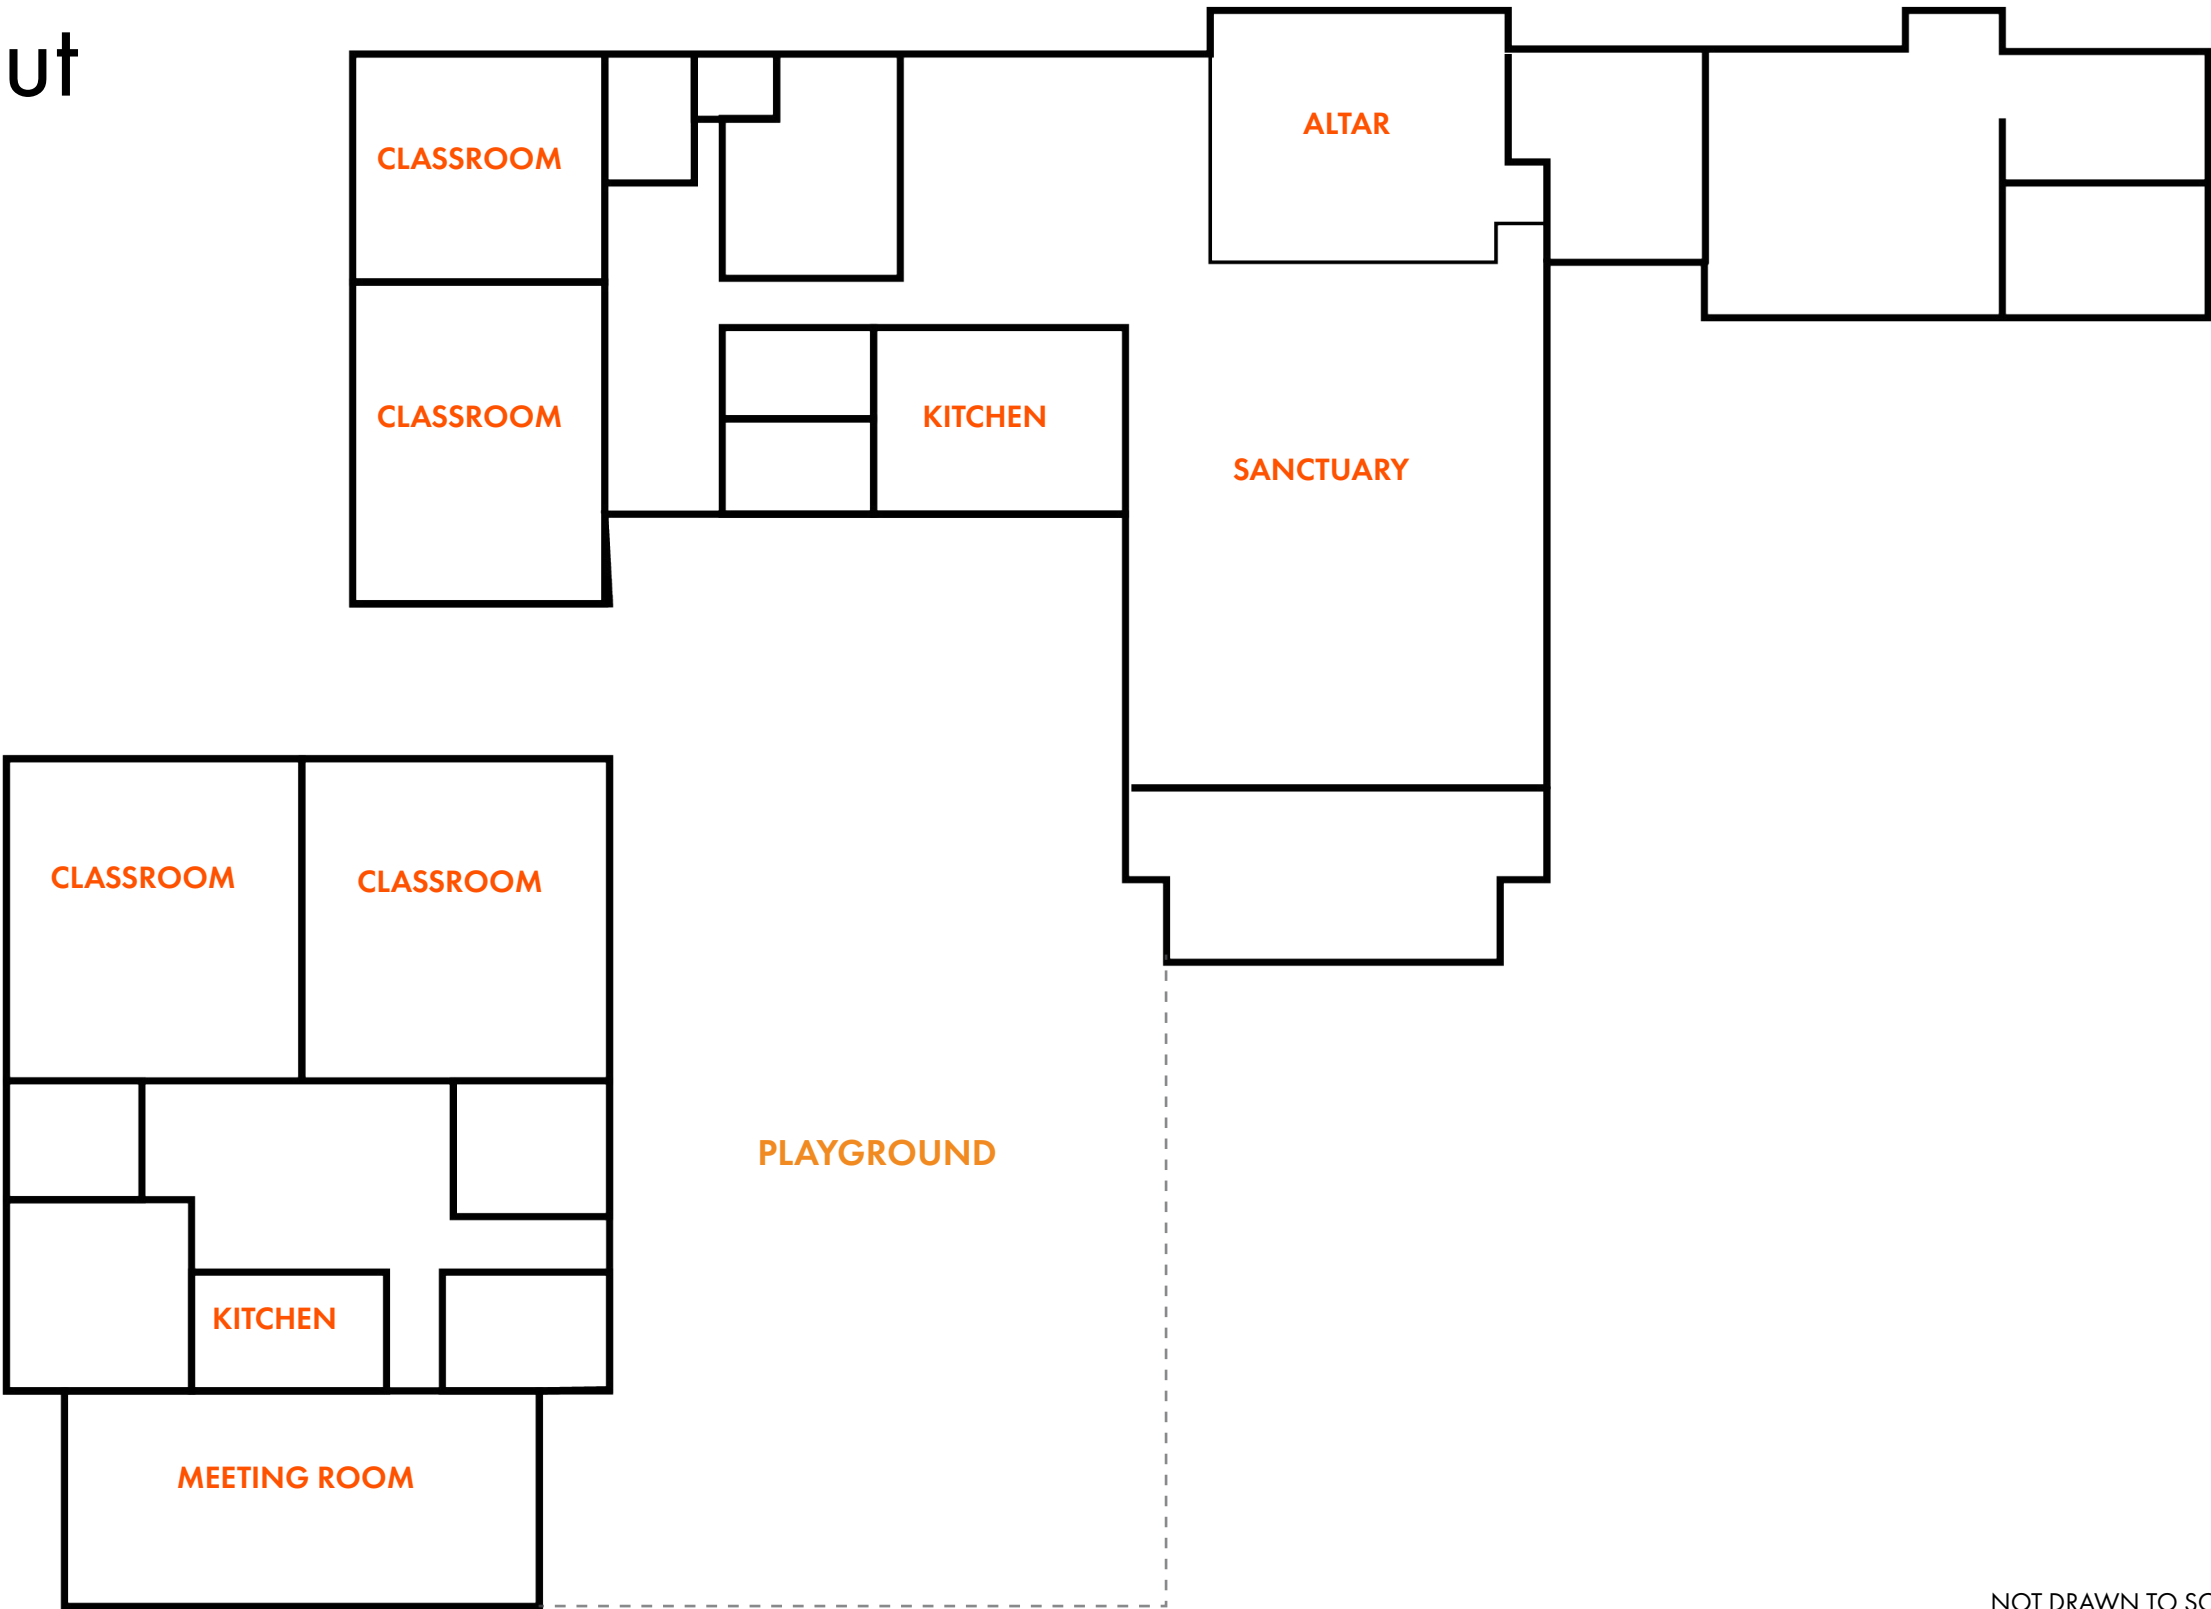 ut
ALTAR
CLASSROOM
CLASSROOM
KITCHEN
SANCTUARY
CLASSROOM
CLASSROOM
PLAYGROUND
KITCHEN
MEETING ROOM
NOT DRAWN TO SC